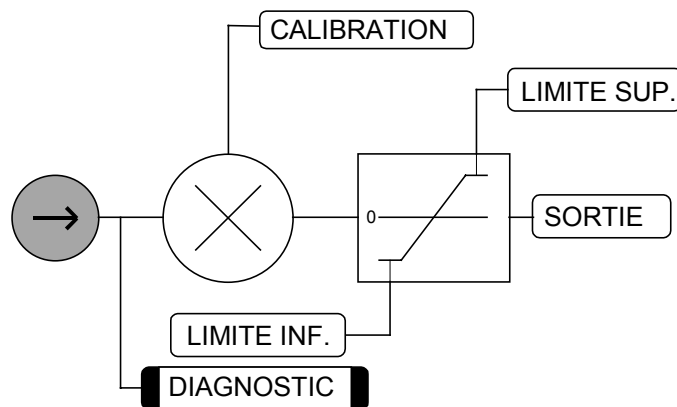 CALIBRATION
LIMITE SUP.
0
SORTIE
LIMITE INF.
DIAGNOSTIC